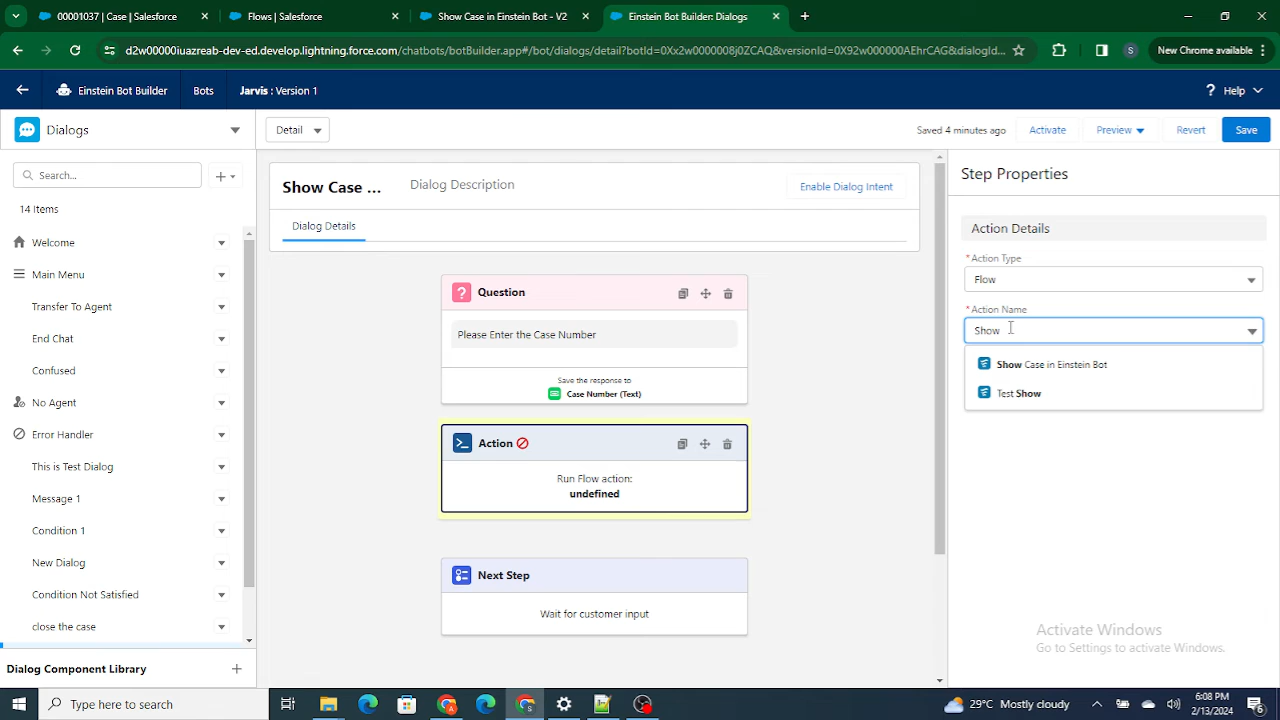 00001037 | Case | Salesforce
Flows | Salesforce
Show Case in Einstein Bot - V2
Einstein Bot Builder: Dialogs
d2w00000iuazreab-dev-ed.develop.lightning.force.com/chatbots/botBuilder.app#/bot/dialogs/detail?botId=0Xx2w0000008j0ZCAQ&versionId=0X92w000000AEhrCAG&dialogId...
S
New Chrome available
Einstein Bot Builder
Bots
Jarvis : Version 1
? Help
Dialogs
Detail
Saved 4 minutes ago
Activate
Preview
Revert
Save
Search...
14 Items
Welcome
Main Menu
Transfer To Agent
End Chat
Confused
No Agent
Error Handler
This is Test Dialog
Message 1
Condition 1
New Dialog
Condition Not Satisfied
close the case
Dialog Component Library
Show Case ...
Dialog Description
Enable Dialog Intent
Dialog Details
Question
Please Enter the Case Number
Save the response to
Case Number (Text)
Action
Run Flow action:
undefined
Next Step
Wait for customer input
Step Properties
Action Details
*Action Type
Flow
*Action Name
Show
Show Case in Einstein Bot
Test Show
Activate Windows
Go to Settings to activate Windows.
Type here to search
29°C Mostly cloudy
6:08 PM
2/13/2024
6